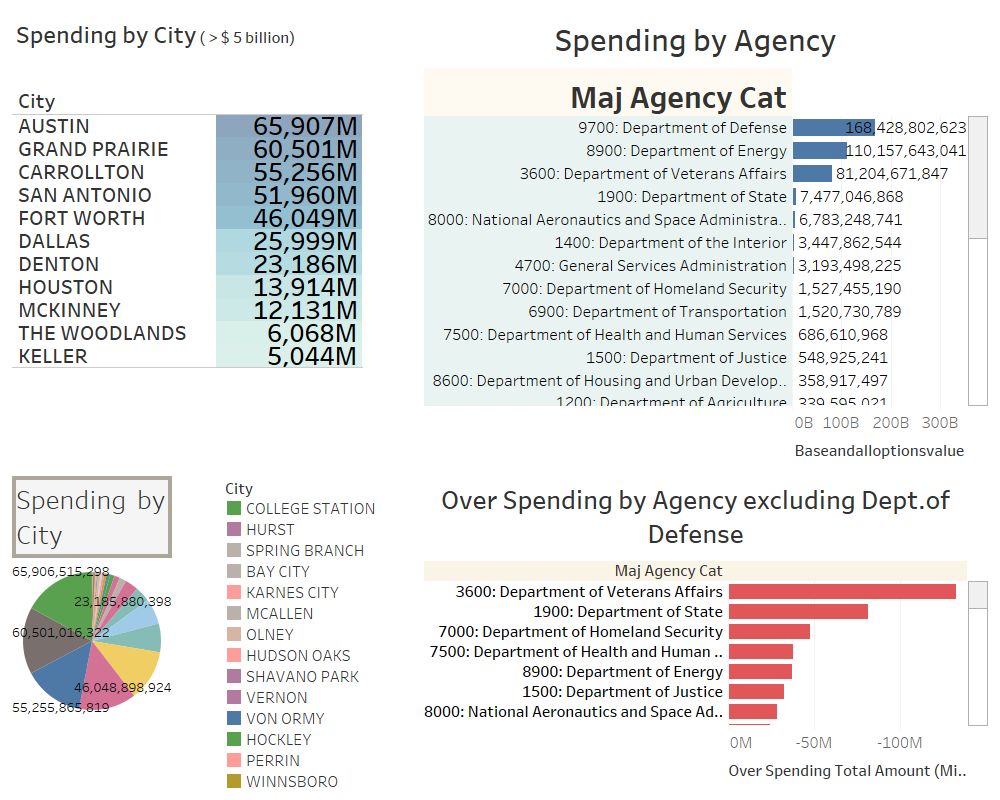 Spending by City ( > $ 5 billion)
City
AUSTIN 65,907M
GRAND PRAIRIE 60,501M
CARROLLTON 55,256M
SAN ANTONIO 51,960M
FORT WORTH 46,049M
DALLAS 25,999M
DENTON 23,186M
HOUSTON 13,914M
MCKINNEY 12,131M
THE WOODLANDS 6,068M
KELLER 5,044M
Spending by Agency
Maj Agency Cat
9700: Department of Defense 168,428,802,623
8900: Department of Energy 110,157,643,041
3600: Department of Veterans Affairs 81,204,671,847
1900: Department of State 7,477,046,868
8000: National Aeronautics and Space Administra.. 6,783,248,741
1400: Department of the Interior 3,447,862,544
4700: General Services Administration 3,193,498,225
7000: Department of Homeland Security 1,527,455,190
6900: Department of Transportation 1,520,730,789
7500: Department of Health and Human Services 686,610,968
1500: Department of Justice 548,925,241
8600: Department of Housing and Urban Develop.. 358,917,497
1200: Department of Agriculture 339,595,021
0B 100B 200B 300B
Baseandalloptionsvalue
Spending by
City
65,906,515,298
23,185,880,398
60,501,016,322
46,048,898,924
55,255,865,819
City
COLLEGE STATION
HURST
SPRING BRANCH
BAY CITY
KARNES CITY
MCALLEN
OLNEY
HUDSON OAKS
SHAVANO PARK
VERNON
VON ORMY
HOCKLEY
PERRIN
WINNSBORO
Over Spending by Agency excluding Dept.of
Defense
Maj Agency Cat
3600: Department of Veterans Affairs
1900: Department of State
7000: Department of Homeland Security
7500: Department of Health and Human ..
8900: Department of Energy
1500: Department of Justice
8000: National Aeronautics and Space Ad..
0M -50M -100M
Over Spending Total Amount (Mi..